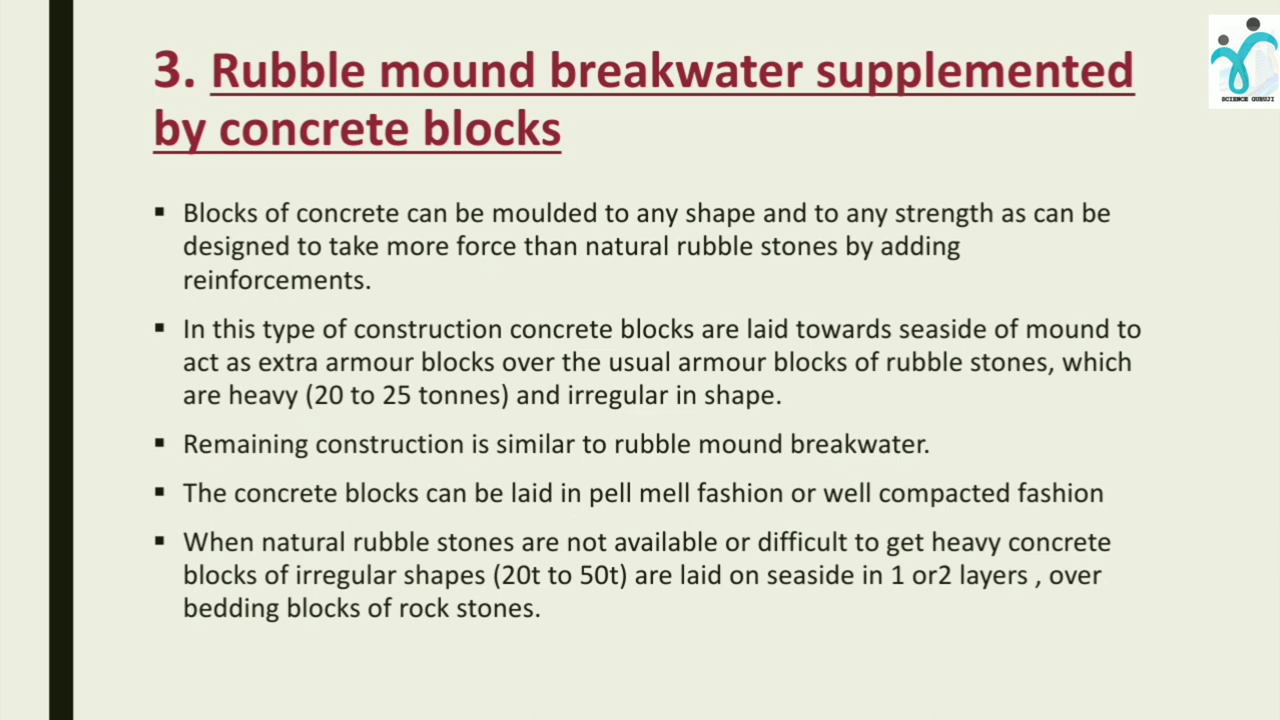 3. Rubble mound breakwater supplemented
by concrete blocks
SCIENCE GURUJI
▪ Blocks of concrete can be moulded to any shape and to any strength as can be
designed to take more force than natural rubble stones by adding
reinforcements.
▪ In this type of construction concrete blocks are laid towards seaside of mound to
act as extra armour blocks over the usual armour blocks of rubble stones, which
are heavy (20 to 25 tonnes) and irregular in shape.
▪ Remaining construction is similar to rubble mound breakwater.
▪ The concrete blocks can be laid in pell mell fashion or well compacted fashion
▪ When natural rubble stones are not available or difficult to get heavy concrete
blocks of irregular shapes (20t to 50t) are laid on seaside in 1 or2 layers , over
bedding blocks of rock stones.